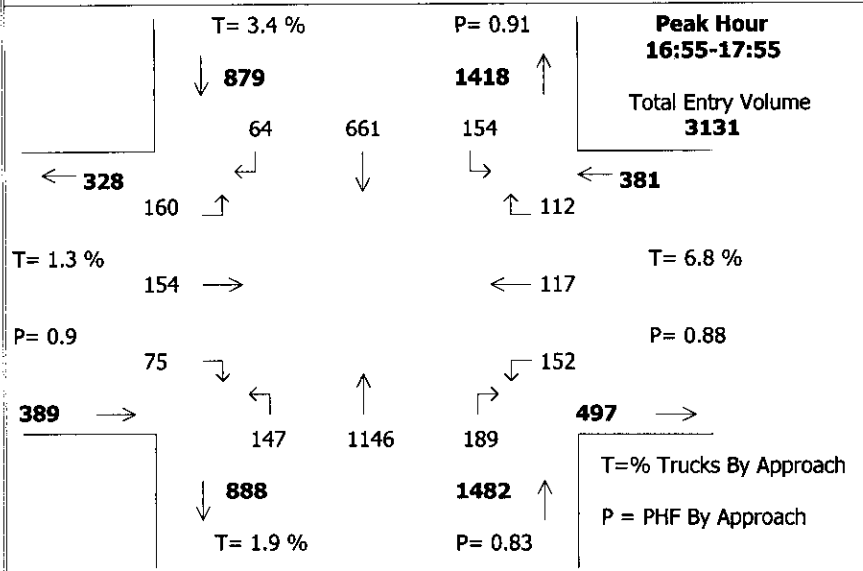 T= 3.4 % P= 0.91 Peak Hour
16:55-17:55
879 1418
Total Entry Volume
64 661 154 3131
328 381
160 112
T= 1.3 % T= 6.8 %
154 117
P= 0.9 P= 0.88
75 152
389 497
147 1146 189
T=% Trucks By Approach
888 1482
P = PHF By Approach
T= 1.9 % P= 0.83